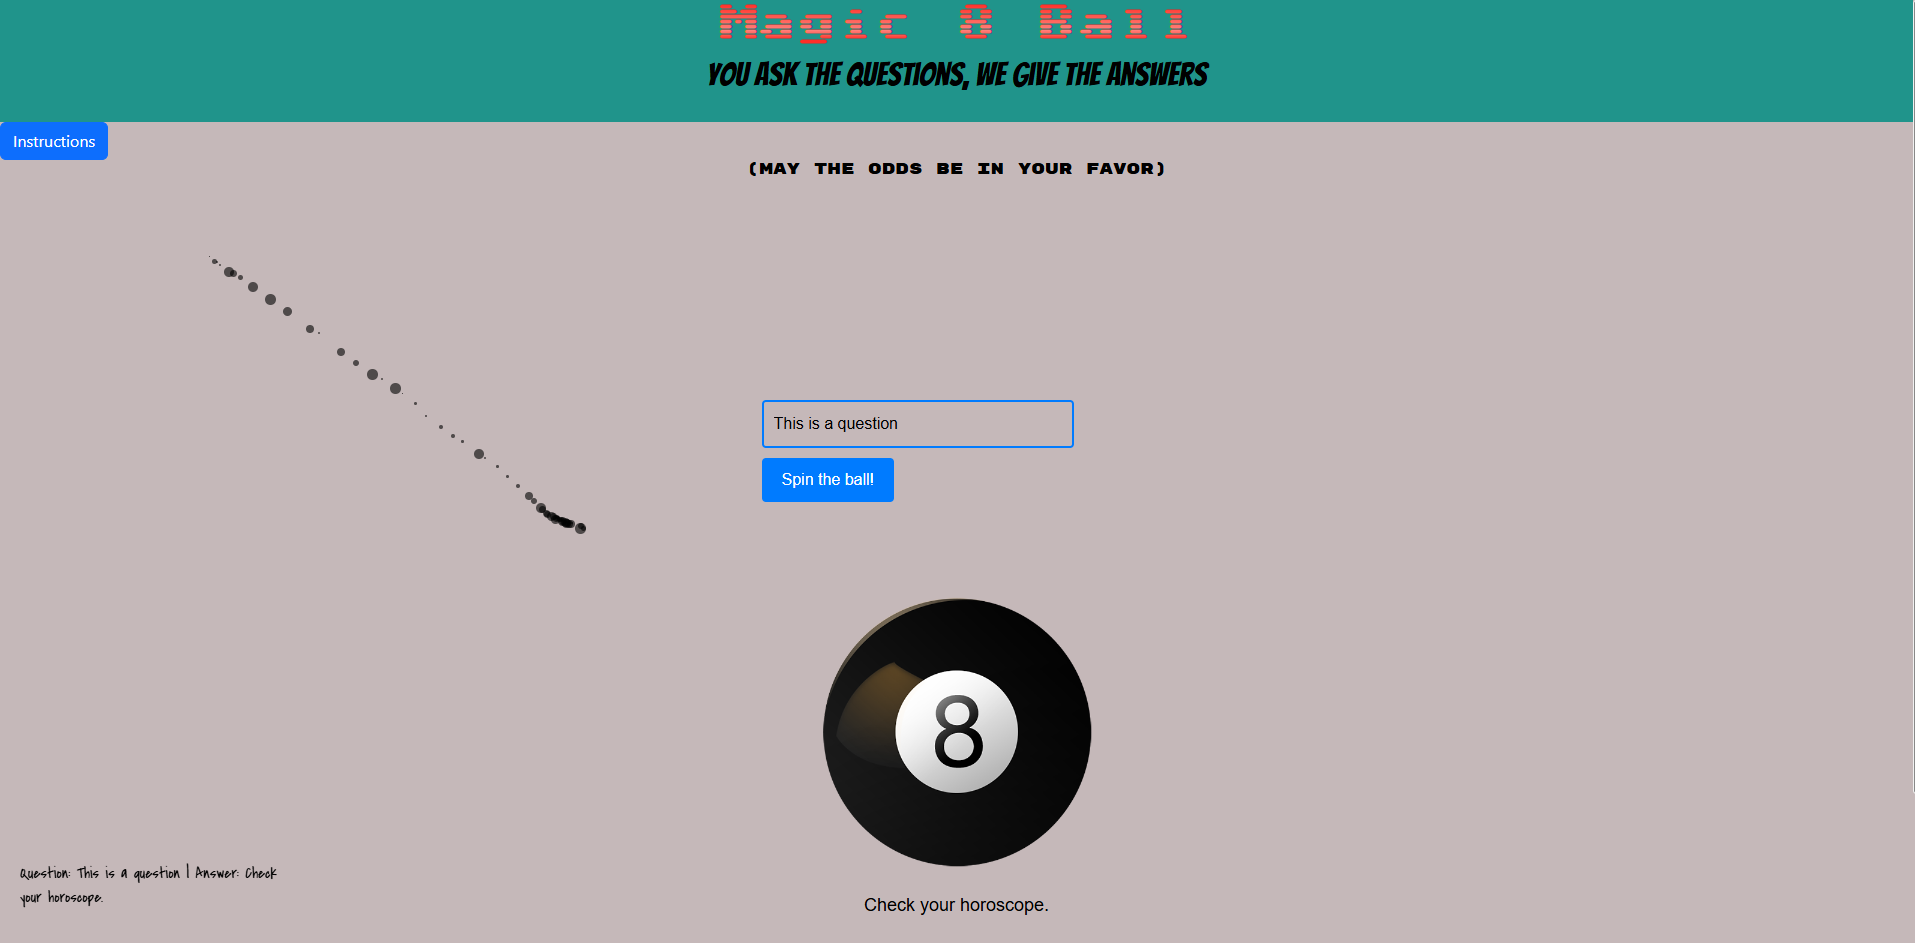 Magic 8 Ball
YOU ASK THE QUESTIONS, WE GIVE THE ANSWERS
Instructions
(MAY THE ODDS BE IN YOUR FAVOR)
This is a question
Spin the ball!
8
Question: This is a question | Answer: Check
your horoscope.
Check your horoscope.